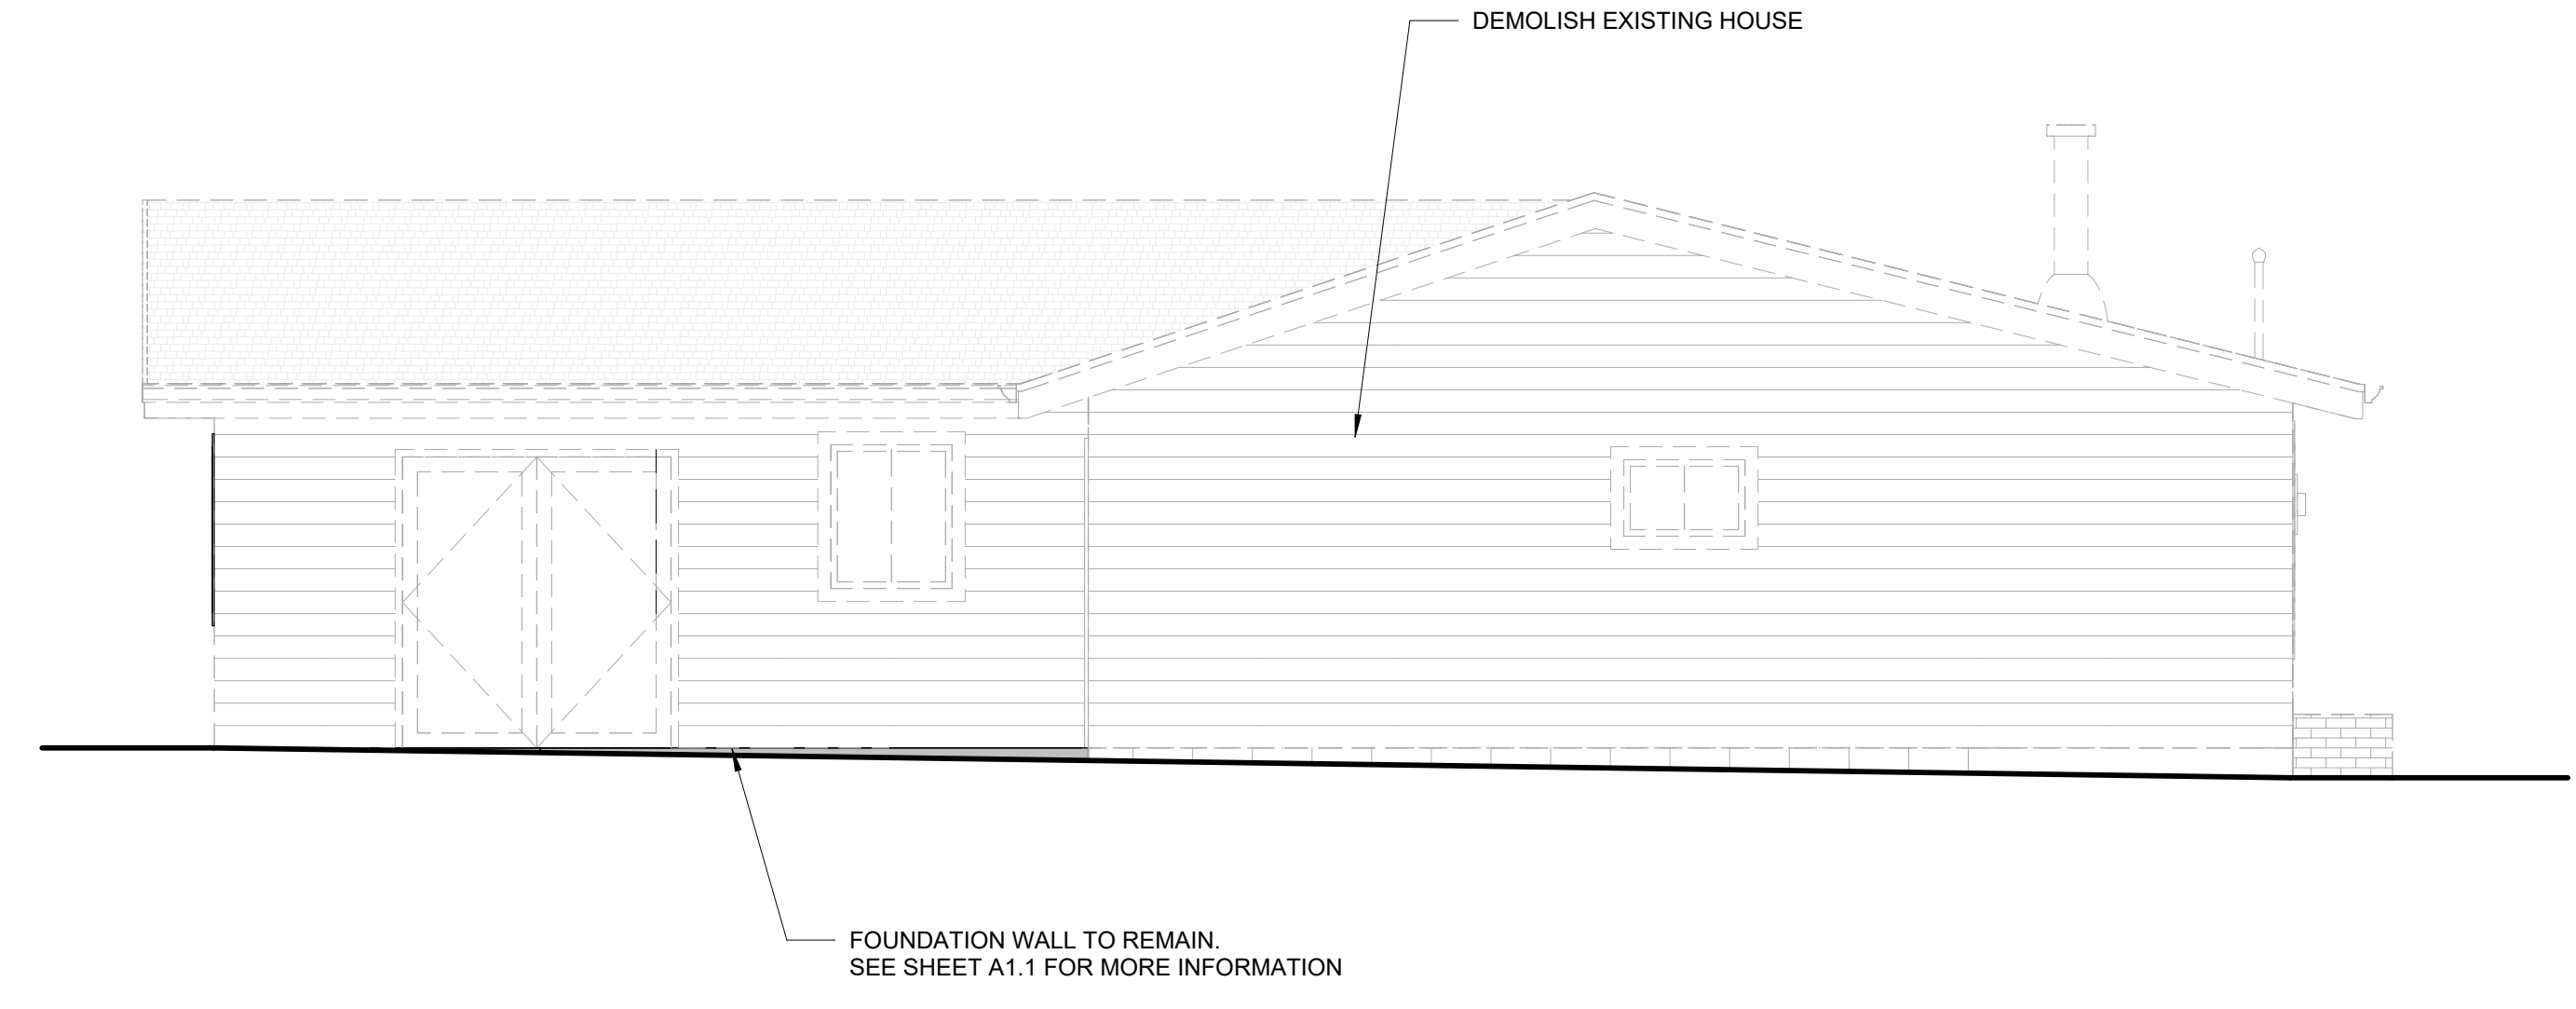 DEMOLISH EXISTING HOUSE
FOUNDATION WALL TO REMAIN.
SEE SHEET A1.1 FOR MORE INFORMATION